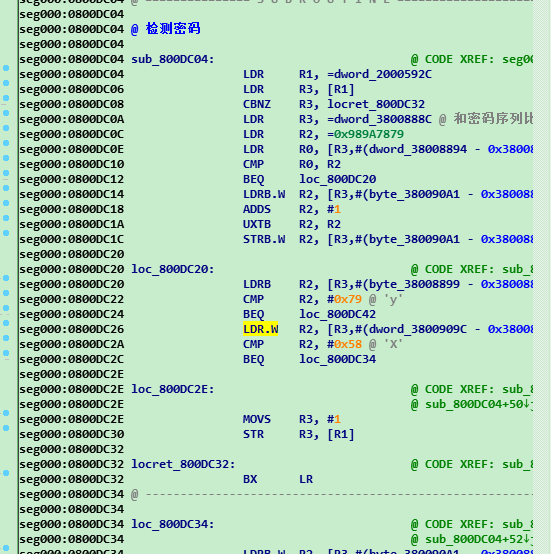 seg000:0800DC04 @ --------------- S U B R O U T I N E ---------------
seg000:0800DC04
seg000:0800DC04 @ 检测密码
seg000:0800DC04
seg000:0800DC04 sub_800DC04: @ CODE XREF: seg0
seg000:0800DC04 LDR R1, =dword_2000592C
seg000:0800DC06 LDR R3, [R1]
seg000:0800DC08 CBNZ R3, locret_800DC32
seg000:0800DC0A LDR R3, =dword_3800888C @ 和密码序列比
seg000:0800DC0C LDR R2, =0x989A7879
seg000:0800DC0E LDR R0, [R3,#(dword_38008894 - 0x38008
seg000:0800DC10 CMP R0, R2
seg000:0800DC12 BEQ loc_800DC20
seg000:0800DC14 LDRB.W R2, [R3,#(byte_380090A1 - 0x38008
seg000:0800DC18 ADDS R2, #1
seg000:0800DC1A UXTB R2, R2
seg000:0800DC1C STRB.W R2, [R3,#(byte_380090A1 - 0x38008
seg000:0800DC20
seg000:0800DC20 loc_800DC20: @ CODE XREF: sub_8
seg000:0800DC20 LDRB R2, [R3,#(byte_38008899 - 0x38008
seg000:0800DC22 CMP R2, #0x79 @ 'y'
seg000:0800DC24 BEQ loc_800DC42
seg000:0800DC26 LDR.W R2, [R3,#(dword_3800909C - 0x3800
seg000:0800DC2A CMP R2, #0x58 @ 'X'
seg000:0800DC2C BEQ loc_800DC34
seg000:0800DC2E
seg000:0800DC2E loc_800DC2E: @ CODE XREF: sub_8
seg000:0800DC2E @ sub_800DC04+50↓j
seg000:0800DC2E MOVS R3, #1
seg000:0800DC30 STR R3, [R1]
seg000:0800DC32
seg000:0800DC32 locret_800DC32: @ CODE XREF: sub_8
seg000:0800DC32 BX LR
seg000:0800DC34 @ ---------------------------------------------------
seg000:0800DC34
seg000:0800DC34 loc_800DC34: @ CODE XREF: sub_8
seg000:0800DC34 @ sub_800DC04+52↓j